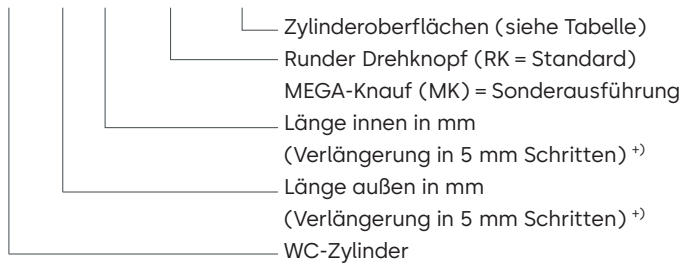 Zylinderoberflächen (siehe Tabelle)
Runder Drehknopf (RK = Standard)
MEGA-Knauf (MK) = Sonderausführung
Länge innen in mm
(Verlängerung in 5 mm Schritten) +)
Länge außen in mm
(Verlängerung in 5 mm Schritten) +)
WC-Zylinder